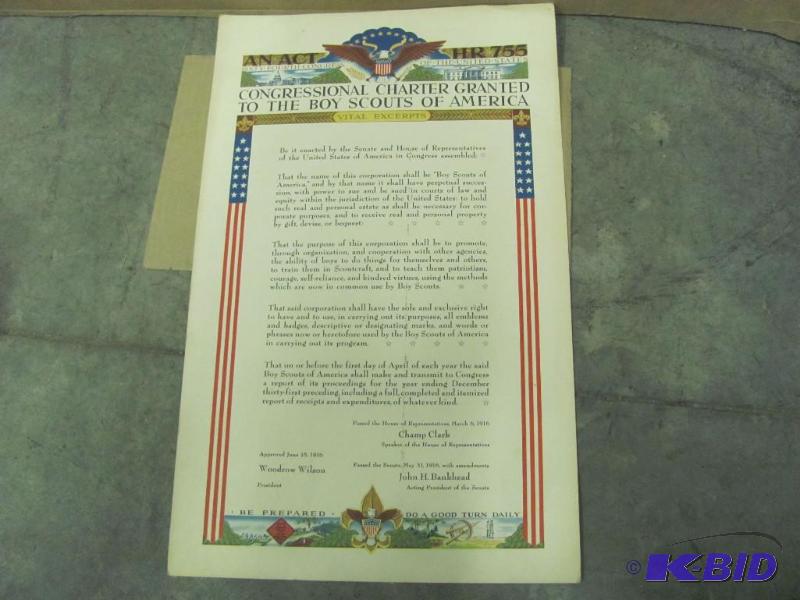 AN ACT HR 755
SIXTY FOURTH CONGRESS OF THE UNITED STATES
CONGRESSIONAL CHARTER GRANTED
TO THE BOY SCOUTS OF AMERICA
VITAL EXCERPTS
Be it enacted by the Senate and House of Representatives
of the United States of America in Congress assembled:
That the name of this corporation shall be "Boy Scouts of
America," and by that name it shall have perpetual succes-
sion, with power to sue and be sued in courts of law and
equity within the jurisdiction of the United States: to hold
such real and personal estate as shall be necessary for cor-
porate purposes, and to receive real and personal property
by gift, devise, or bequest:
That the purpose of this corporation shall be to promote,
through organization, and cooperation with other agencies,
the ability of boys to do things for themselves and others,
to train them in Scoutcraft, and to teach them patriotism,
courage, self-reliance, and kindred virtues, using the methods
which are now in common use by Boy Scouts.
That said corporation shall have the sole and exclusive right
to have and to use, in carrying out its purposes, all emblems
and badges, descriptive or designating marks, and words or
phrases now or heretofore used by the Boy Scouts of America
in carrying out its program.
That on or before the first day of April of each year the said
Boy Scouts of America shall make and transmit to Congress
a report of its proceedings for the year ending December
thirty-first preceding, including a full, completed and itemized
report of receipts and expenditures, of whatever kind.
Passed the House of Representatives, March 6, 1916
Champ Clark
Speaker of the House of Representatives
Approved June 15, 1916
Woodrow Wilson
President
Passed the Senate, May 31, 1916, with amendments
John H. Bankhead
Acting President of the Senate
BE PREPARED DO A GOOD TURN DAILY
© K-BID